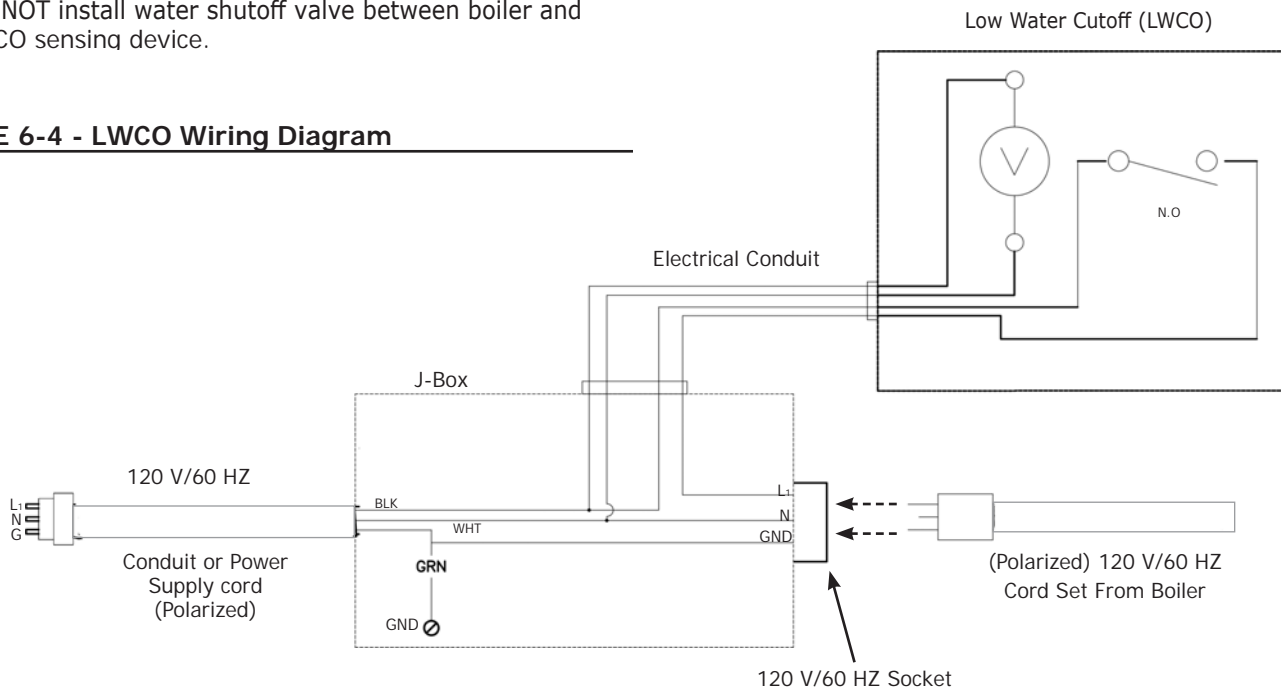 NOT install water shutoff valve between boiler and
CO sensing device.
E 6-4 - LWCO Wiring Diagram
Low Water Cutoff (LWCO)
V
N.O
Electrical Conduit
J-Box
120 V/60 HZ
L1
N
G
BLK
WHT
GRN
GND
L1
N
GND
Conduit or Power
Supply cord
(Polarized)
(Polarized) 120 V/60 HZ
Cord Set From Boiler
120 V/60 HZ Socket